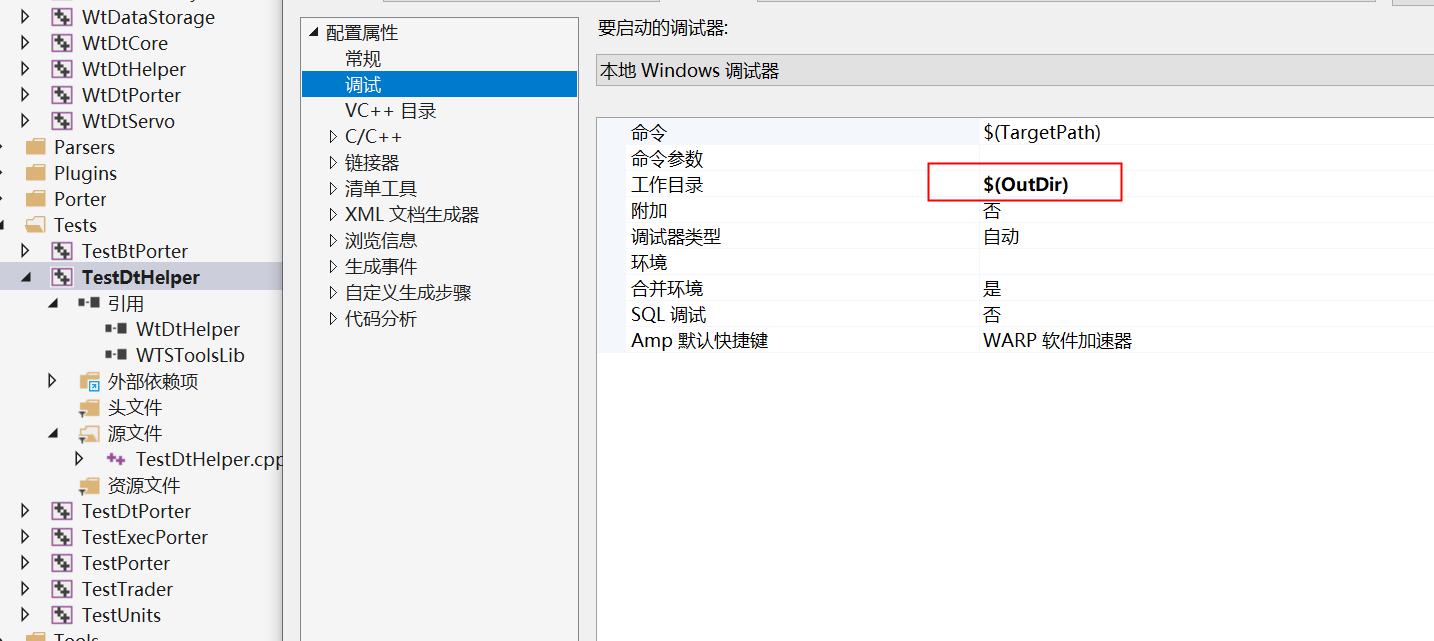 WtDataStorage
WtDtCore
WtDtHelper
WtDtPorter
WtDtServo
Parsers
Plugins
Porter
Tests
TestBtPorter
TestDtHelper
引用
WtDtHelper
WTSToolsLib
外部依赖项
头文件
源文件
TestDtHelper.cpp
资源文件
TestDtPorter
TestExecPorter
TestPorter
TestTrader
TestUnits
Tools
配置属性
常规
调试
VC++ 目录
C/C++
链接器
清单工具
XML 文档生成器
浏览信息
生成事件
自定义生成步骤
代码分析
要启动的调试器:
本地 Windows 调试器
命令 $(TargetPath)
命令参数
工作目录 $(OutDir)
附加 否
调试器类型 自动
环境
合并环境 是
SQL 调试 否
Amp 默认快捷键 WARP 软件加速器